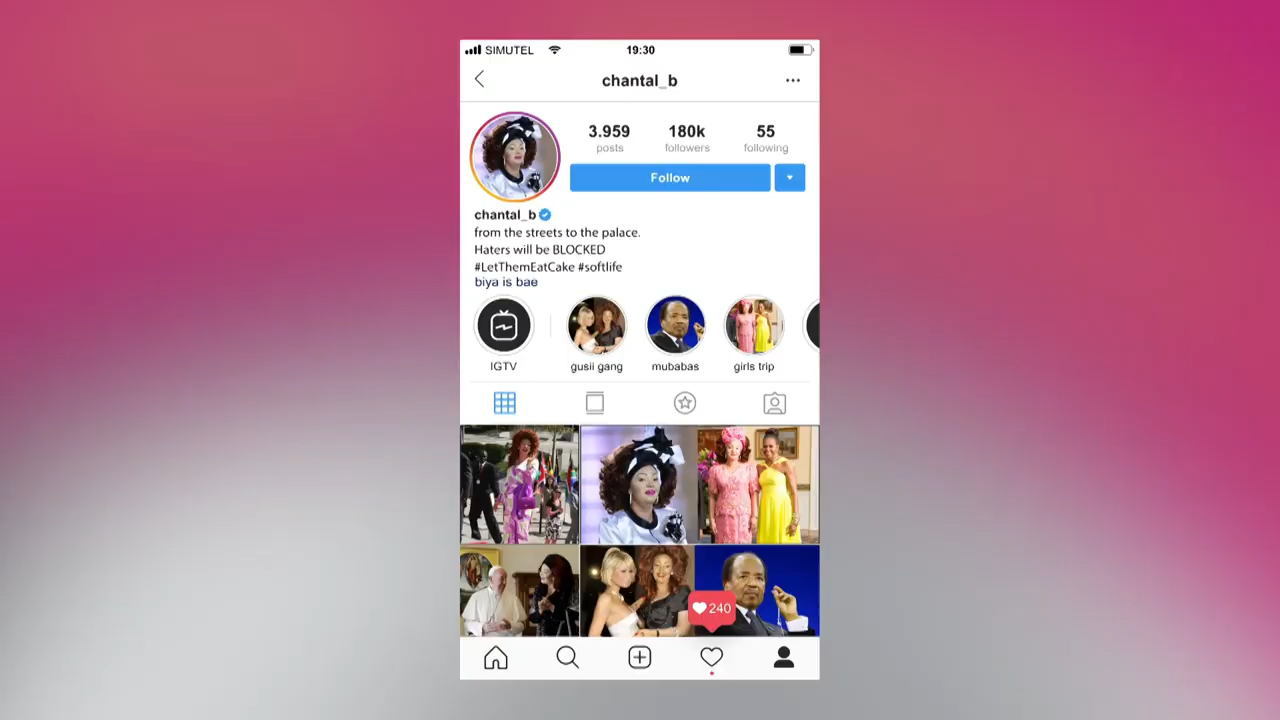 SIMUTEL 19:30
chantal_b
3.959 180k 55
posts followers following
Follow
chantal_b
from the streets to the palace.
Haters will be BLOCKED
#LetThemEatCake #softlife
biya is bae
IGTV gusii gang mubabas girls trip
240